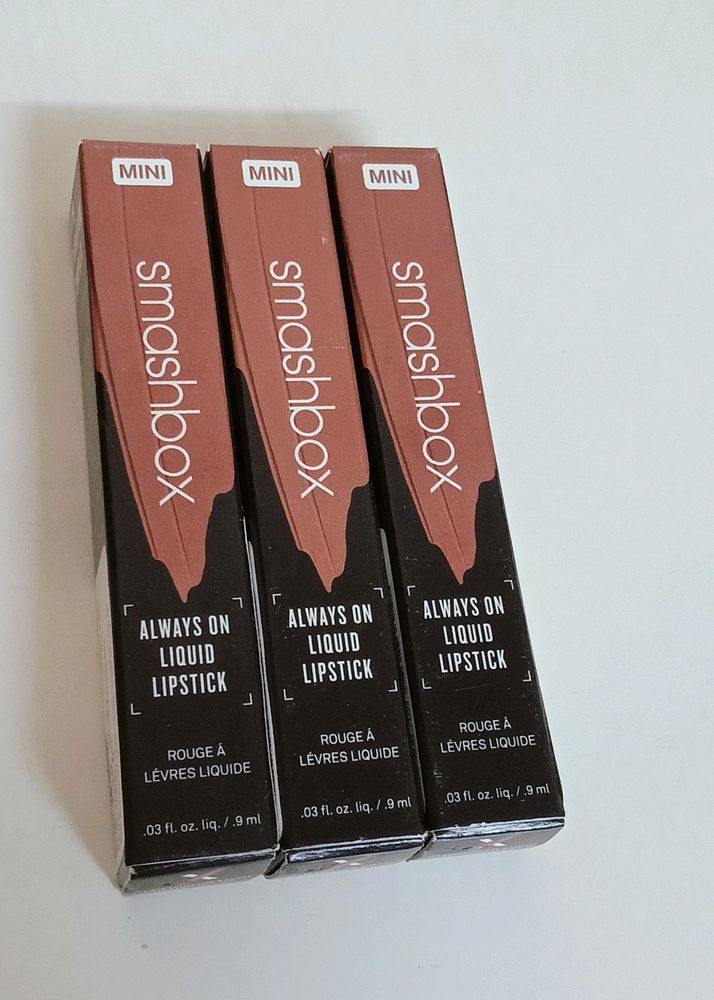 MINI
smashbox
ALWAYS ON
LIQUID
LIPSTICK
ROUGE Á
LÉVRES LIQUIDE
.03 fl. oz. liq. / .9 ml
MINI
smashbox
ALWAYS ON
LIQUID
LIPSTICK
ROUGE Á
LÉVRES LIQUIDE
.03 fl. oz. liq. / .9 ml
MINI
smashbox
ALWAYS ON
LIQUID
LIPSTICK
ROUGE Á
LÉVRES LIQUIDE
.03 fl. oz. liq. / .9 ml